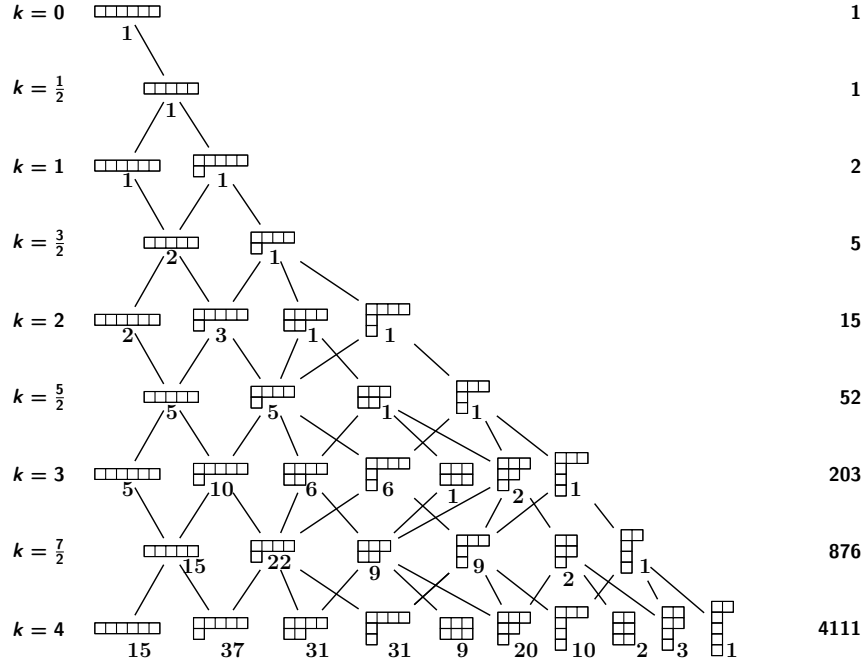 k = 0 1
1
k = 1/2 1
1
k = 1 2
1 1
k = 3/2 5
2 1
k = 2 15
2 3 1 1
k = 5/2 52
5 5 1 1
k = 3 203
5 10 6 6 1 2 1
k = 7/2 876
15 22 9 9 2 1
k = 4 4111
15 37 31 31 9 20 10 2 3 1